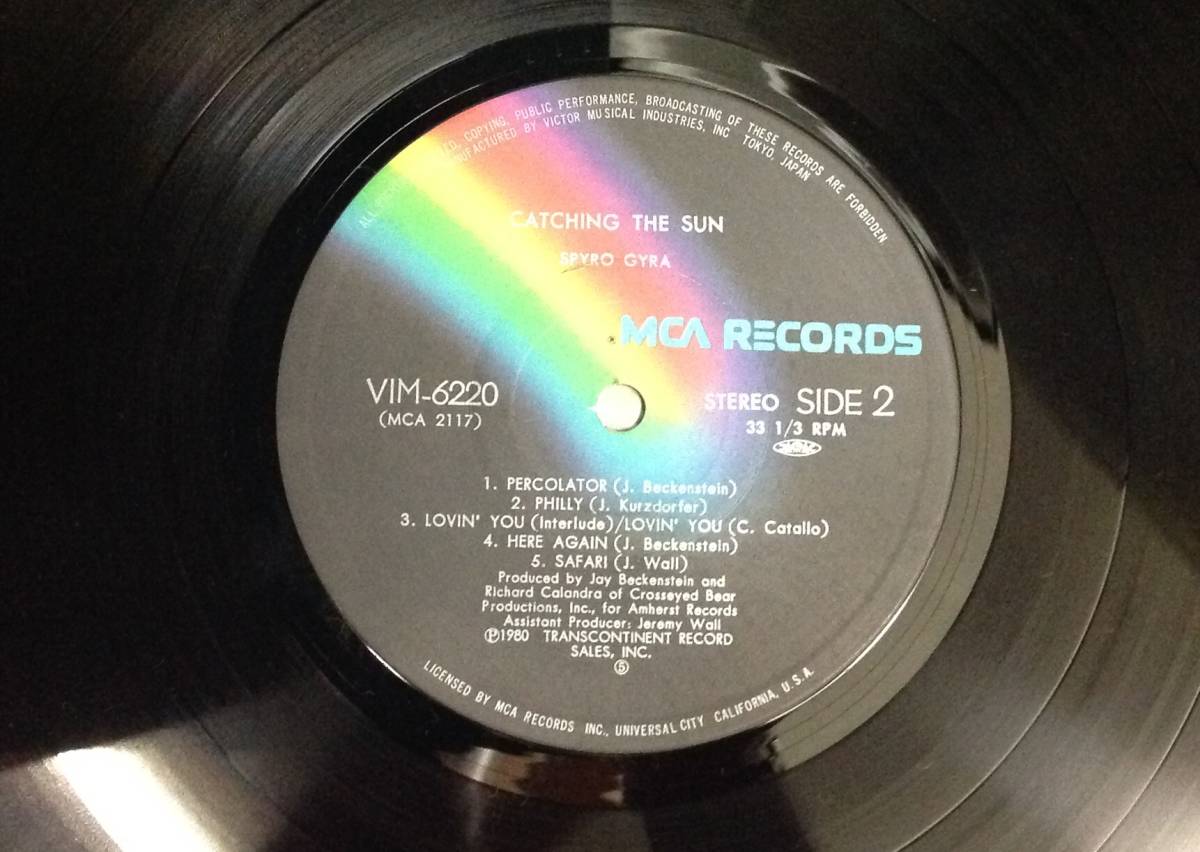 COPYING, PUBLIC PERFORMANCE, BROADCASTING OF THESE RECORDS ARE FORBIDDEN
BY VICTOR MUSICAL INDUSTRIES, INC TOKYO, JAPAN
CATCHING THE SUN
SPYRO GYRA
MCA RECORDS
VIM-6220
(MCA 2117)
STEREO SIDE 2
33 1/3 RPM
1. PERCOLATOR (J. Beckenstein)
2. PHILLY (J. Kurzdorfer)
3. LOVIN' YOU (Interlude)/LOVIN' YOU (C. Catallo)
4. HERE AGAIN (J. Beckenstein)
5. SAFARI (J. Wall)
Produced by Jay Beckenstein and
Richard Calandra of Crosseyed Bear
Productions, Inc., for Amherst Records
Assistant Producer: Jeremy Wall
Ⓟ1980 TRANSCONTINENT RECORD
SALES, INC.
⑤
LICENSED BY MCA RECORDS INC., UNIVERSAL CITY CALIFORNIA, U.S.A.